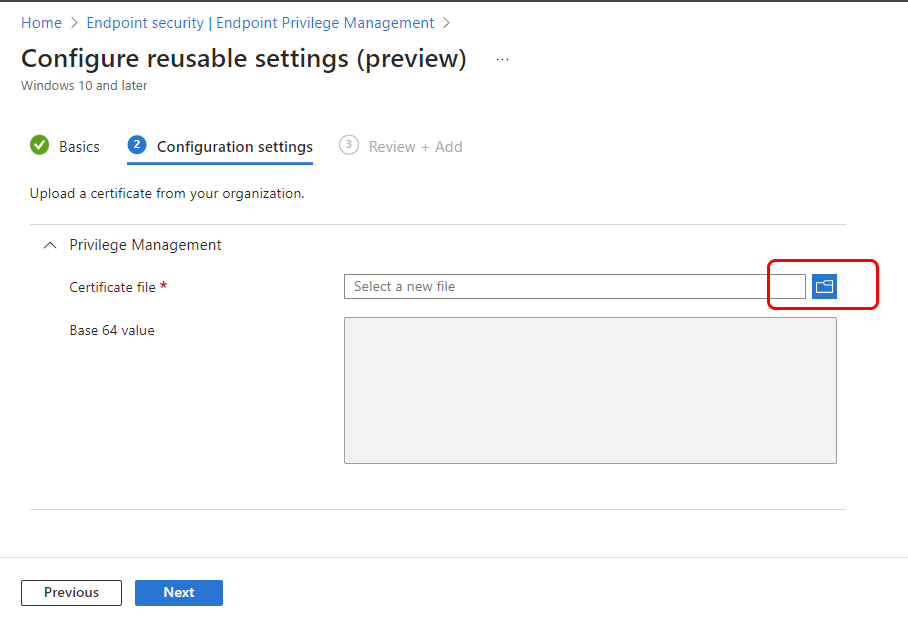 Home > Endpoint security | Endpoint Privilege Management >
Configure reusable settings (preview) ...
Windows 10 and later
Basics 2 Configuration settings 3 Review + Add
Upload a certificate from your organization.
Privilege Management
Certificate file * Select a new file
Base 64 value
Previous Next